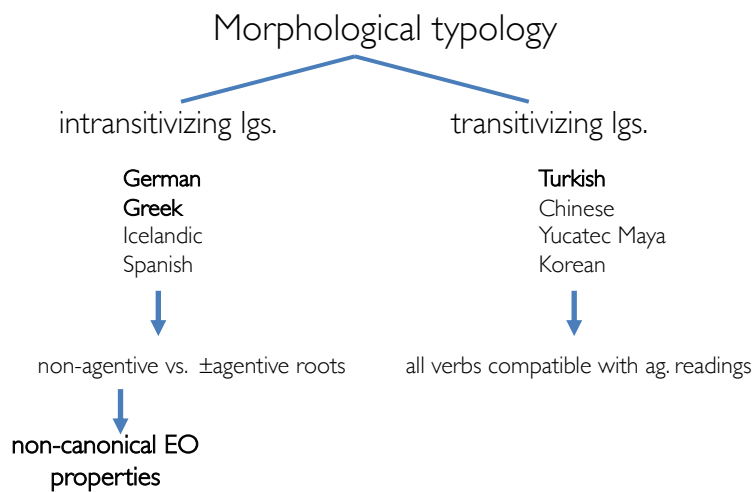 Morphological typology
intransitivizing lgs.
transitivizing lgs.
German
Greek
Icelandic
Spanish
Turkish
Chinese
Yucatec Maya
Korean
non-agentive vs. ±agentive roots
all verbs compatible with ag. readings
non-canonical EO
properties